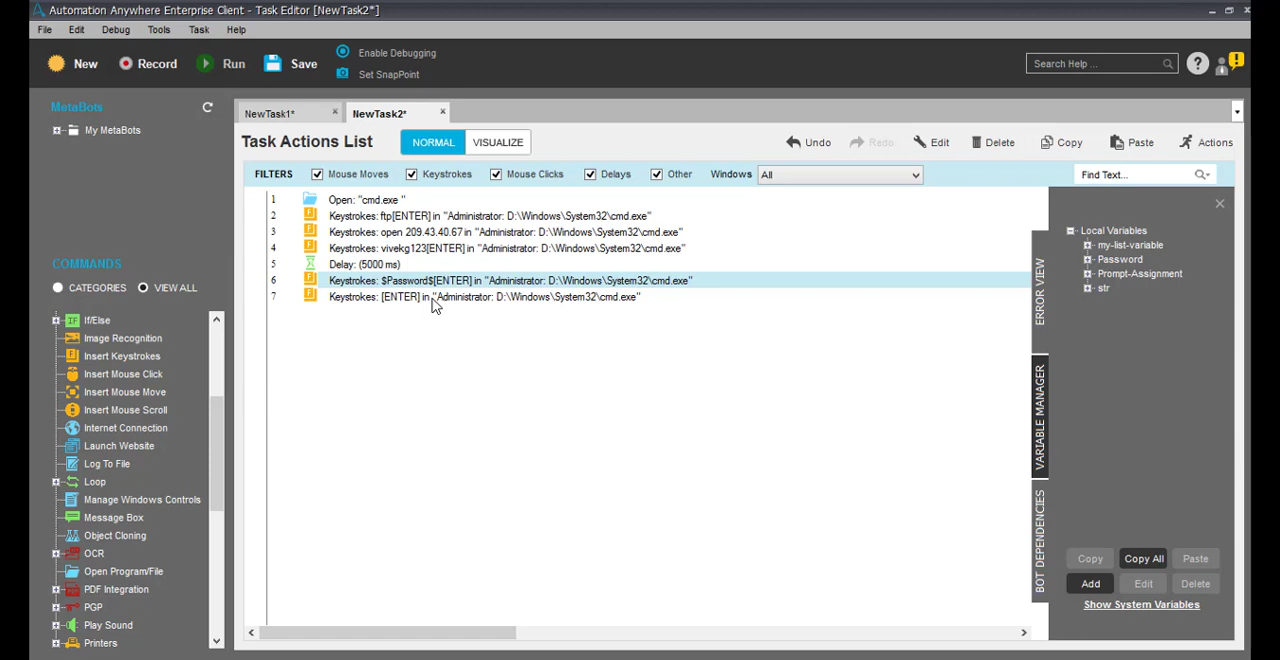 Automation Anywhere Enterprise Client - Task Editor [NewTask2*]
File Edit Debug Tools Task Help
New Record Run Save
Enable Debugging
Set SnapPoint
Search Help ...
MetaBots
My MetaBots
NewTask1* NewTask2*
Task Actions List NORMAL VISUALIZE Undo Redo Edit Delete Copy Paste Actions
FILTERS Mouse Moves Keystrokes Mouse Clicks Delays Other Windows All Find Text...
1 Open: "cmd.exe "
2 Keystrokes: ftp[ENTER] in "Administrator: D:\Windows\System32\cmd.exe"
3 Keystrokes: open 209.43.40.67 in "Administrator: D:\Windows\System32\cmd.exe"
4 Keystrokes: vivekg123[ENTER] in "Administrator: D:\Windows\System32\cmd.exe"
5 Delay: (5000 ms)
6 Keystrokes: $Password$[ENTER] in "Administrator: D:\Windows\System32\cmd.exe"
7 Keystrokes: [ENTER] in "Administrator: D:\Windows\System32\cmd.exe"
COMMANDS
CATEGORIES VIEW ALL
If/Else
Image Recognition
Insert Keystrokes
Insert Mouse Click
Insert Mouse Move
Insert Mouse Scroll
Internet Connection
Launch Website
Log To File
Loop
Manage Windows Controls
Message Box
Object Cloning
OCR
Open Program/File
PDF Integration
PGP
Play Sound
Printers
ERROR VIEW
VARIABLE MANAGER
BOT DEPENDENCIES
Local Variables
my-list-variable
Password
Prompt-Assignment
str
Copy Copy All Paste
Add Edit Delete
Show System Variables